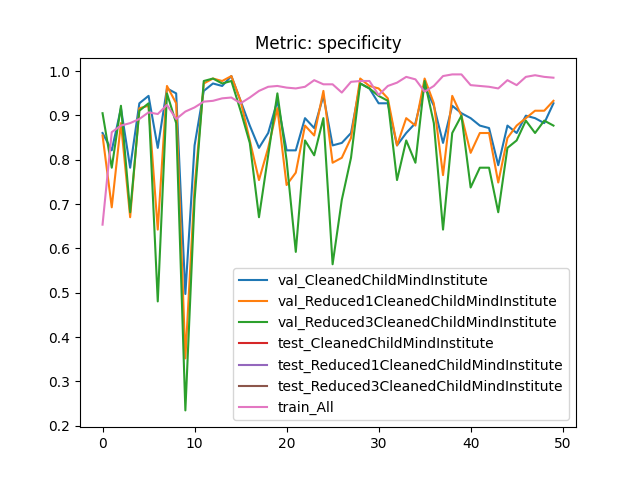 Metric: specificity
1.0
0.9
0.8
0.7
0.6
0.5
0.4
0.3
0.2
val_CleanedChildMindInstitute
val_Reduced1CleanedChildMindInstitute
val_Reduced3CleanedChildMindInstitute
test_CleanedChildMindInstitute
test_Reduced1CleanedChildMindInstitute
test_Reduced3CleanedChildMindInstitute
train_All
0 10 20 30 40 50